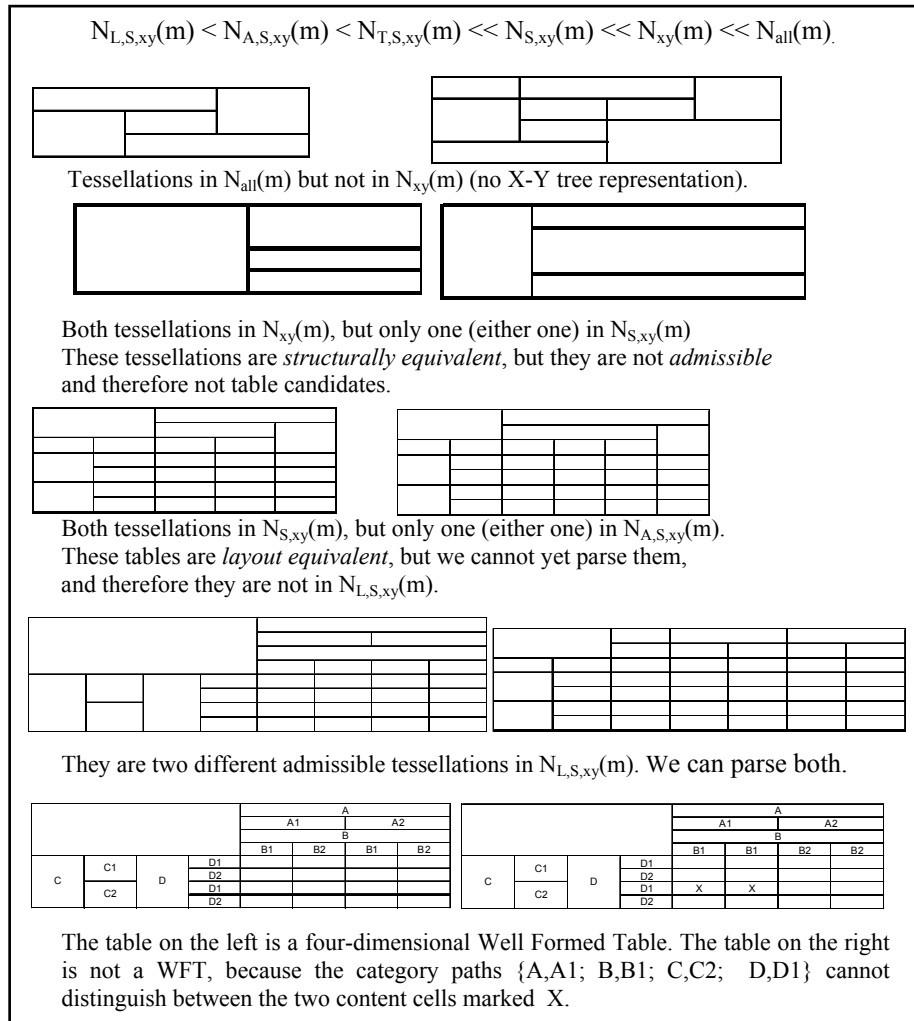 N_{L,S,xy}(m) < N_{A,S,xy}(m) < N_{T,S,xy}(m) << N_{S,xy}(m) << N_{xy}(m) << N_{all}(m).
Tessellations in N_{all}(m) but not in N_{xy}(m) (no X-Y tree representation).
Both tessellations in N_{xy}(m), but only one (either one) in N_{S,xy}(m)
These tessellations are structurally equivalent, but they are not admissible
and therefore not table candidates.
Both tessellations in N_{S,xy}(m), but only one (either one) in N_{A,S,xy}(m).
These tables are layout equivalent, but we cannot yet parse them,
and therefore they are not in N_{L,S,xy}(m).
They are two different admissible tessellations in N_{L,S,xy}(m). We can parse both.
A
A1 A2
B
B1 B2 B1 B2
C C1 D D1
D2
C2 D1
D2
A
A1 A2
B
B1 B1 B2 B2
C C1 D D1
D2
C2 D1 X X
D2
The table on the left is a four-dimensional Well Formed Table. The table on the right
is not a WFT, because the category paths {A,A1; B,B1; C,C2; D,D1} cannot
distinguish between the two content cells marked X.